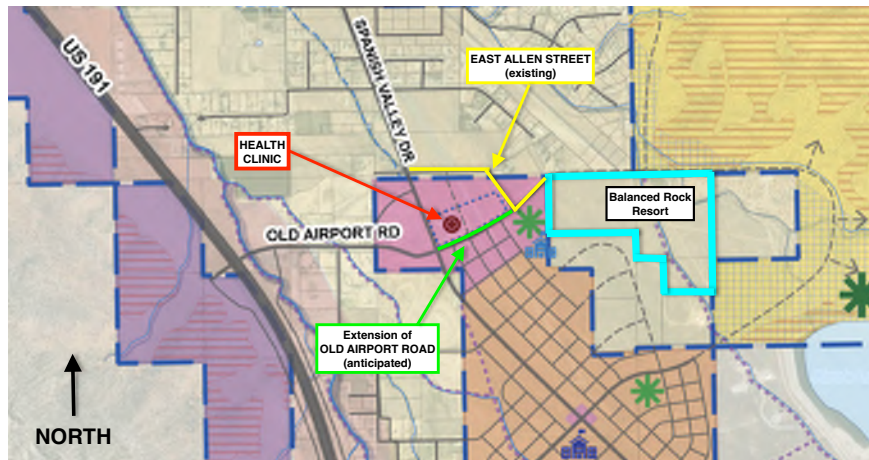 US 191
SPANISH VALLEY DR
EAST ALLEN STREET
(existing)
HEALTH
CLINIC
Balanced Rock
Resort
OLD AIRPORT RD
Extension of
OLD AIRPORT ROAD
(anticipated)
NORTH